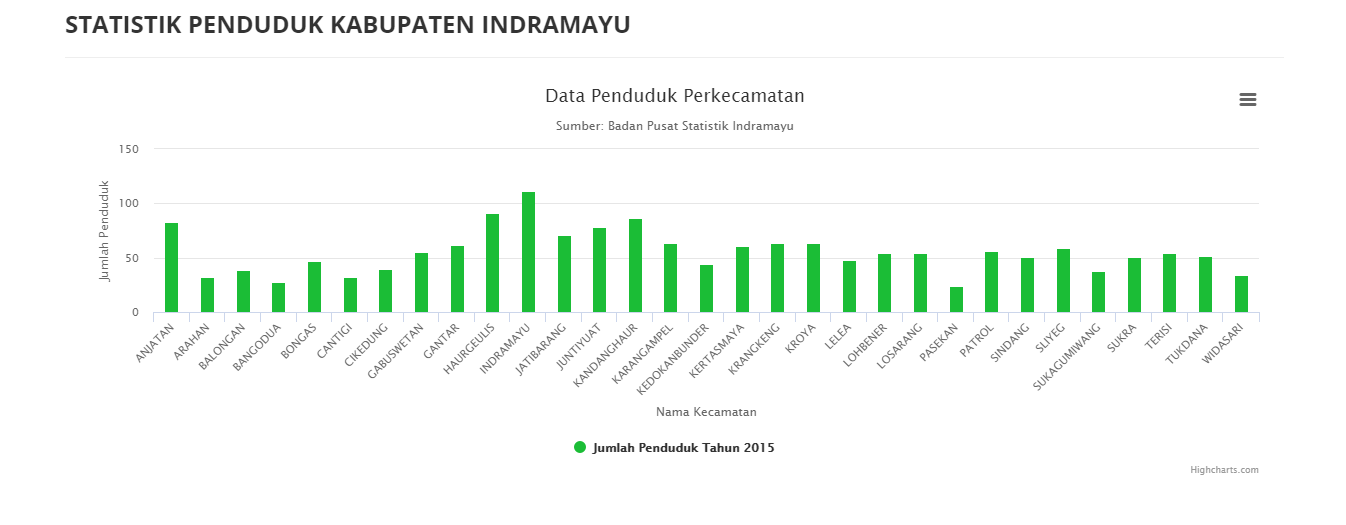 STATISTIK PENDUDUK KABUPATEN INDRAMAYU
Data Penduduk Perkecamatan
Sumber: Badan Pusat Statistik Indramayu
Jumlah Penduduk
150
100
50
0
ANJATAN
ARAHAN
BALONGAN
BANGODUA
BONGAS
CANTIGI
CIKEDUNG
GABUSWETAN
GANTAR
HAURGEULIS
INDRAMAYU
JATIBARANG
JUNTIYUAT
KANDANGHAUR
KARANGAMPEL
KEDOKANBUNDER
KERTASMAYA
KRANGKENG
KROYA
LELEA
LOHBENER
LOSARANG
PASEKAN
PATROL
SINDANG
SLIYEG
SUKAGUMIWANG
SUKRA
TERISI
TUKDANA
WIDASARI
Nama Kecamatan
Jumlah Penduduk Tahun 2015
Highcharts.com